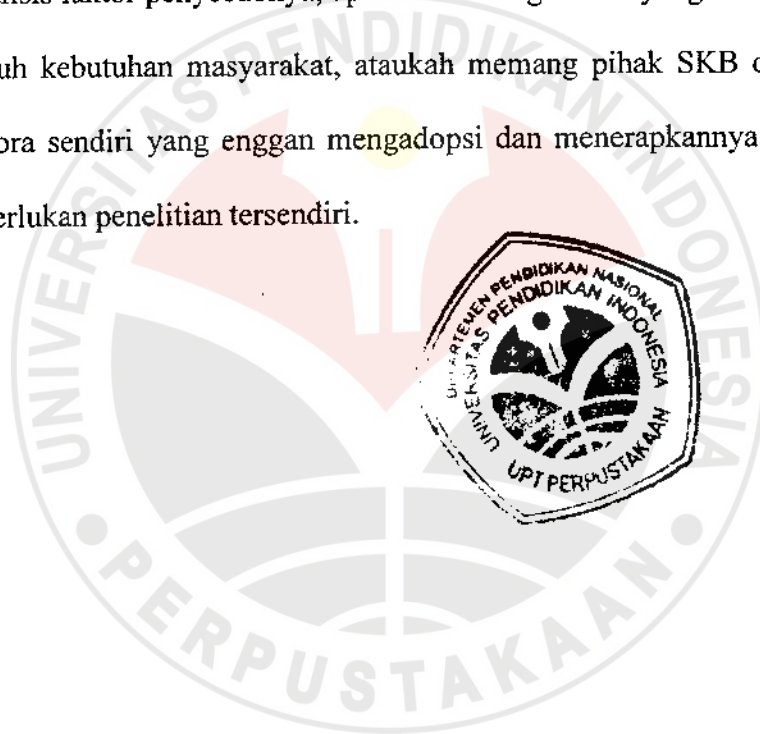 uh kebutuhan masyarakat, ataukah memang pihak SKB
ora sendiri yang enggan mengadopsi dan menerapkannya
erlukan penelitian tersendiri.
DEPARTEMEN PENDIDIKAN NASIONAL
UNIVERSITAS PENDIDIKAN INDONESIA
UPT PERPUSTAKAAN
UNIVERSITAS PENDIDIKAN INDONESIA
PERPUSTAKAAN